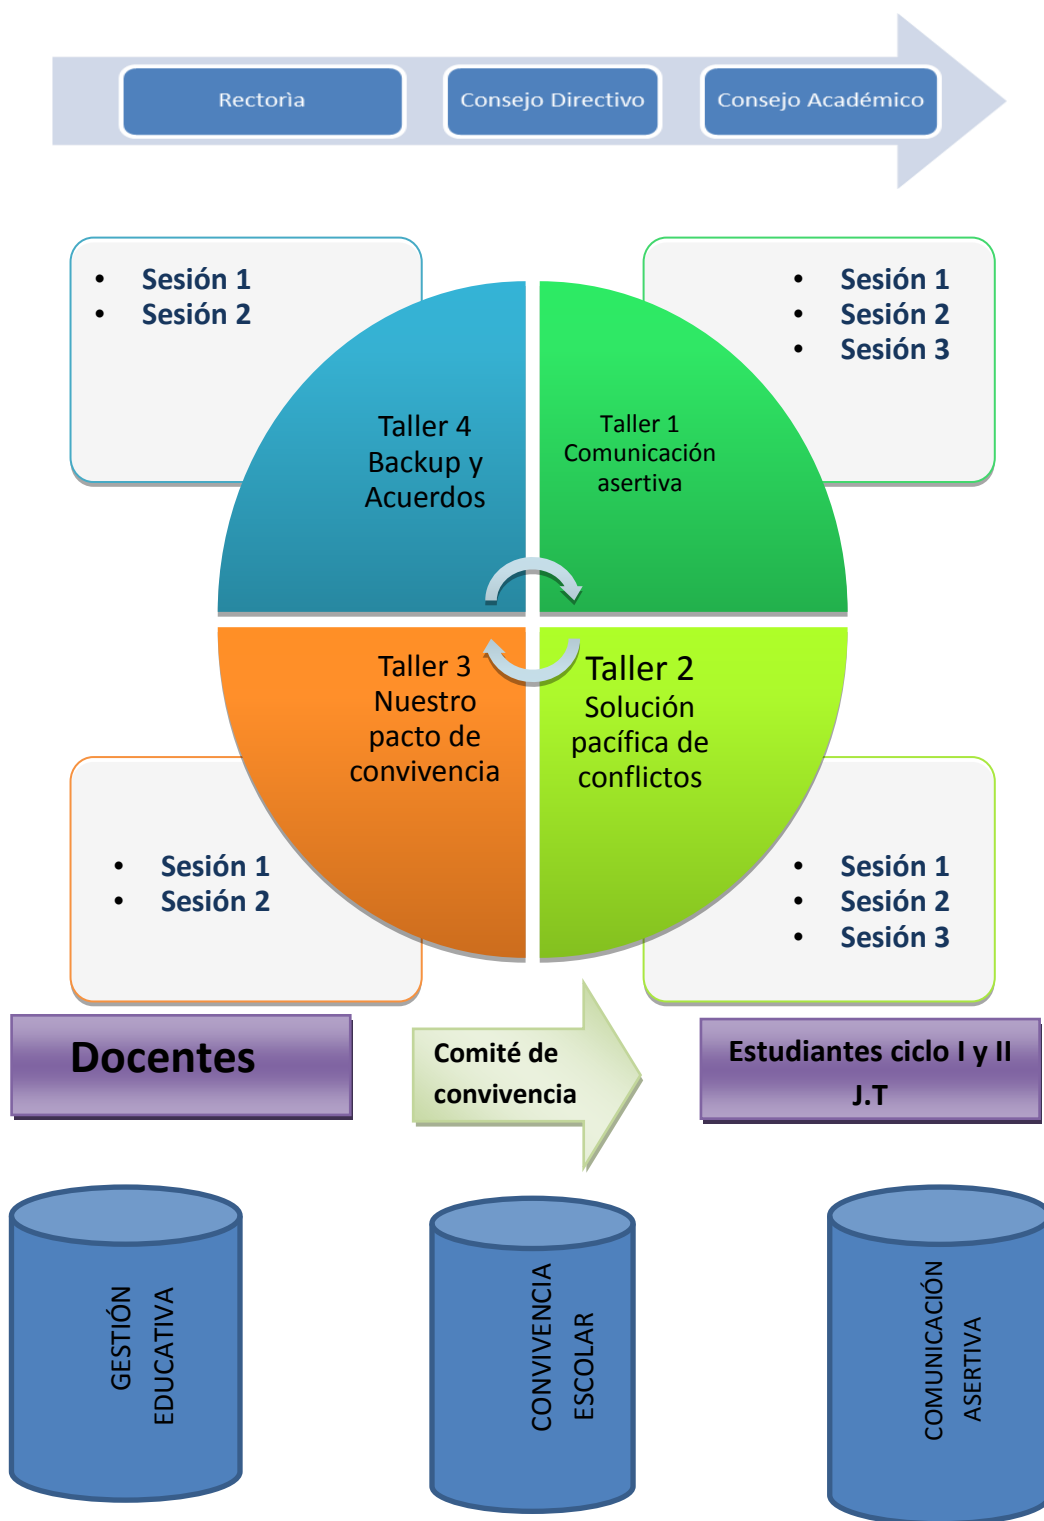 Rectorìa
Consejo Directivo
Consejo Académico
• Sesión 1
• Sesión 2
• Sesión 1
• Sesión 2
• Sesión 3
Taller 4
Backup y
Acuerdos
Taller 1
Comunicación
asertiva
Taller 3
Nuestro
pacto de
convivencia
Taller 2
Solución
pacífica de
conflictos
• Sesión 1
• Sesión 2
• Sesión 1
• Sesión 2
• Sesión 3
Docentes
Comité de
convivencia
Estudiantes ciclo I y II
J.T
GESTIÓN
EDUCATIVA
CONVIVENCIA
ESCOLAR
COMUNICACIÓN
ASERTIVA